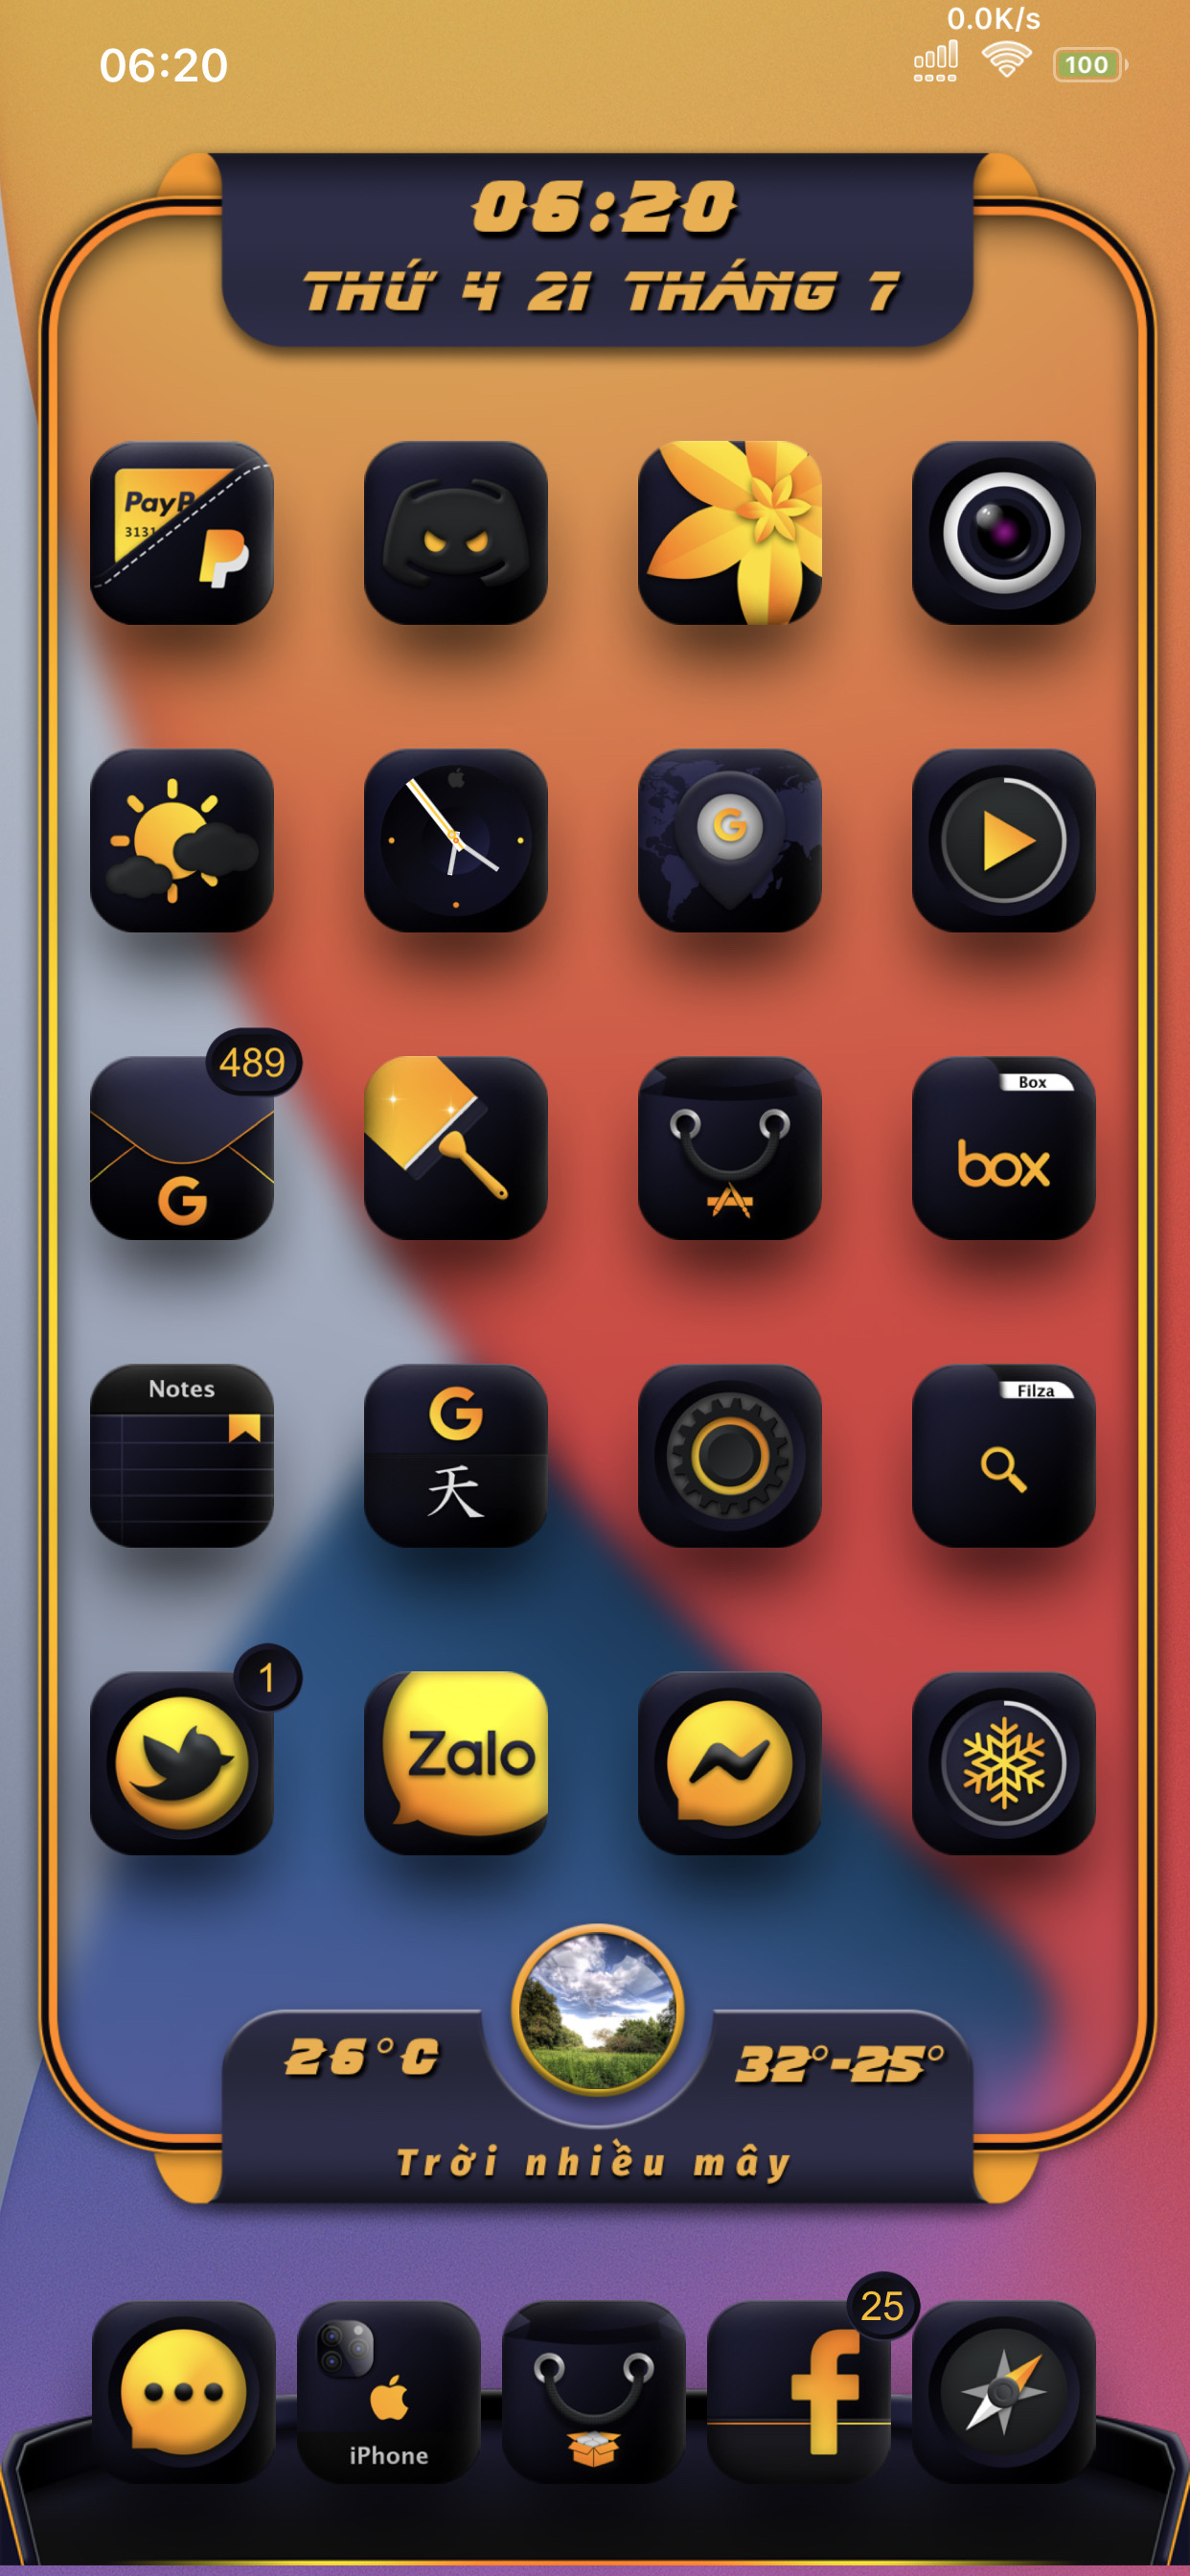 0.0K/s
06:20
100
06:20
THỨ 4 21 THÁNG 7
PayP
3131
G
489
G
Box
box
Notes
G
天
Filza
1
Zalo
26°C
32°-25°
Trời nhiều mây
25
iPhone